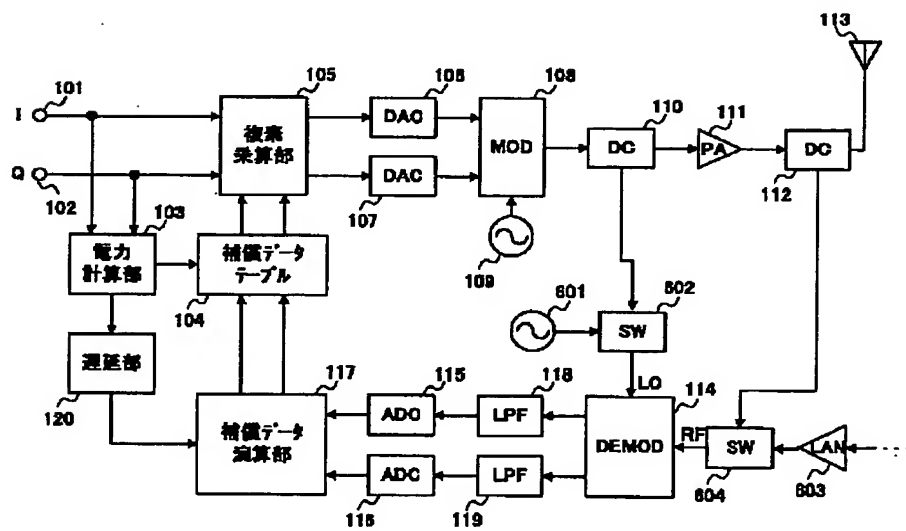 113
105
106
108
110
111
101
I
複素
乗算部
DAC
MOD
DC
PA
DC
112
Q
102
DAC
107
103
109
電力
計算部
補償データ
テーブル
104
601
602
SW
遅延部
120
117
115
118
LO
114
補償データ
演算部
ADC
LPF
DEMOD
RF
SW
LAN
603
604
ADC
LPF
116
119